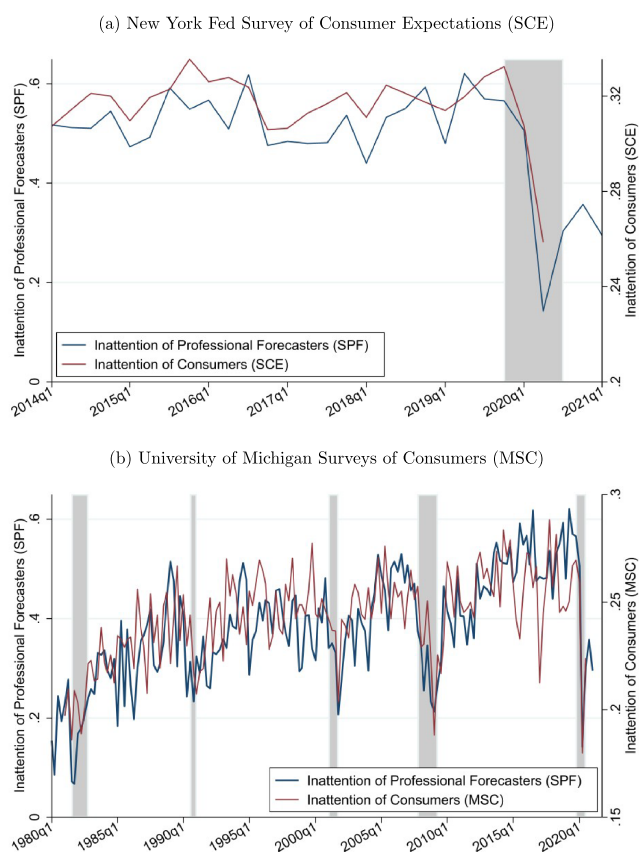 (a) New York Fed Survey of Consumer Expectations (SCE)
Inattention of Professional Forecasters (SPF)
.6
.4
.2
0
.32
.28
.24
.2
Inattention of Consumers (SCE)
Inattention of Professional Forecasters (SPF)
Inattention of Consumers (SCE)
2014q1 2015q1 2016q1 2017q1 2018q1 2019q1 2020q1 2021q1
(b) University of Michigan Surveys of Consumers (MSC)
Inattention of Professional Forecasters (SPF)
.6
.4
.2
0
.3
.25
.2
.15
Inattention of Consumers (MSC)
Inattention of Professional Forecasters (SPF)
Inattention of Consumers (MSC)
1980q1 1985q1 1990q1 1995q1 2000q1 2005q1 2010q1 2015q1 2020q1